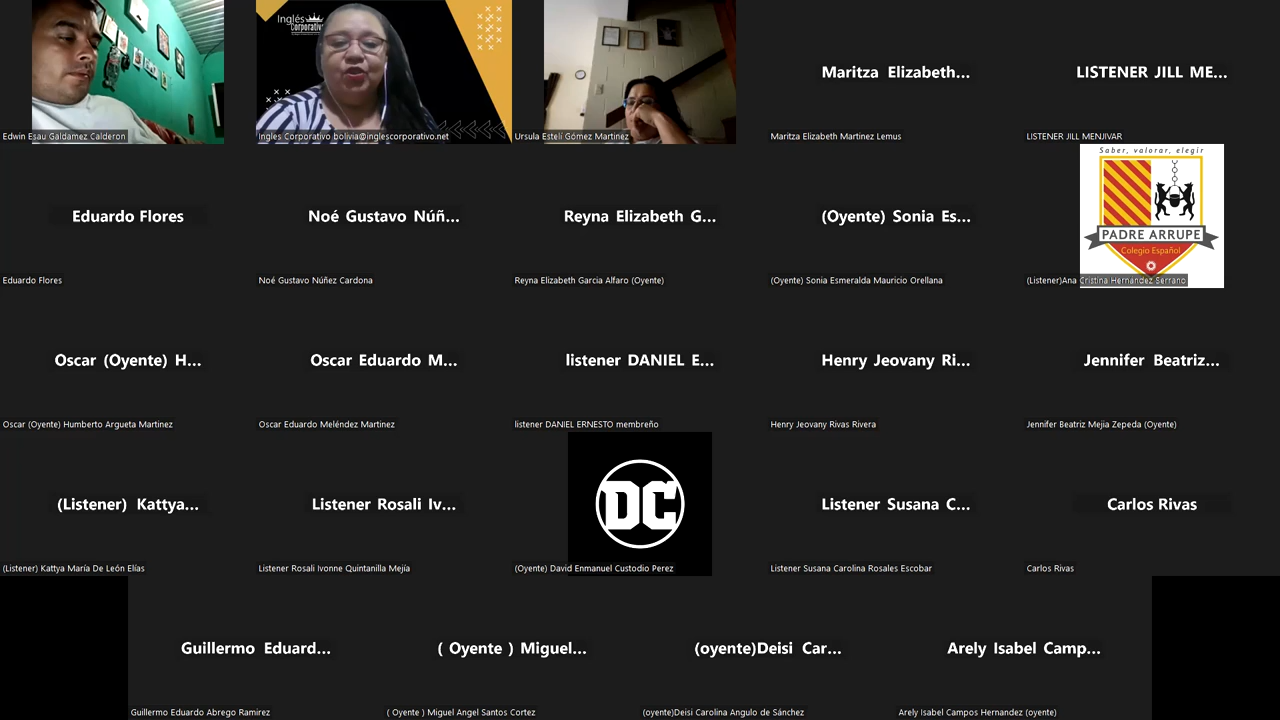 Inglés
Corporativo
Edwin Esau Galdamez Calderon
Ingles Corporativo bolivia@inglescorporativo.net
Ursula Estelí Gómez Martinez
Maritza Elizabeth...
Maritza Elizabeth Martinez Lemus
LISTENER JILL ME...
LISTENER JILL MENJIVAR
Eduardo Flores
Eduardo Flores
Noé Gustavo Núñ...
Noé Gustavo Núñez Cardona
Reyna Elizabeth G...
Reyna Elizabeth Garcia Alfaro (Oyente)
(Oyente) Sonia Es...
(Oyente) Sonia Esmeralda Mauricio Orellana
Saber, valorar, elegir
PADRE ARRUPE
Colegio Español
(Listener)Ana Cristina Hernández Serrano
Oscar (Oyente) H...
Oscar (Oyente) Humberto Argueta Martinez
Oscar Eduardo M...
Oscar Eduardo Meléndez Martinez
listener DANIEL E...
listener DANIEL ERNESTO membreño
Henry Jeovany Ri...
Henry Jeovany Rivas Rivera
Jennifer Beatriz...
Jennifer Beatriz Mejia Zepeda (Oyente)
(Listener) Kattya...
(Listener) Kattya María De León Elías
Listener Rosali Iv...
Listener Rosali Ivonne Quintanilla Mejía
DC
(Oyente) David Enmanuel Custodio Perez
Listener Susana C...
Listener Susana Carolina Rosales Escobar
Carlos Rivas
Carlos Rivas
Guillermo Eduard...
Guillermo Eduardo Abrego Ramirez
( Oyente ) Miguel...
( Oyente ) Miguel Angel Santos Cortez
(oyente)Deisi Car...
(oyente)Deisi Carolina Angulo de Sánchez
Arely Isabel Camp...
Arely Isabel Campos Hernandez (oyente)